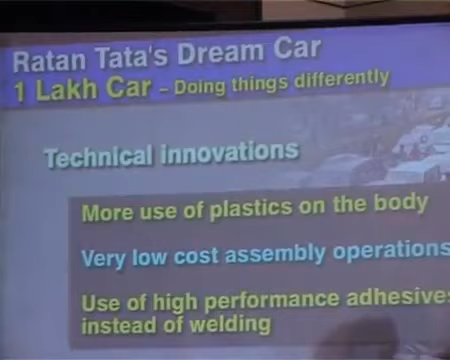 Ratan Tata's Dream Car
1 Lakh Car - Doing things differently
Technical innovations
More use of plastics on the body
Very low cost assembly operations
Use of high performance adhesives
instead of welding